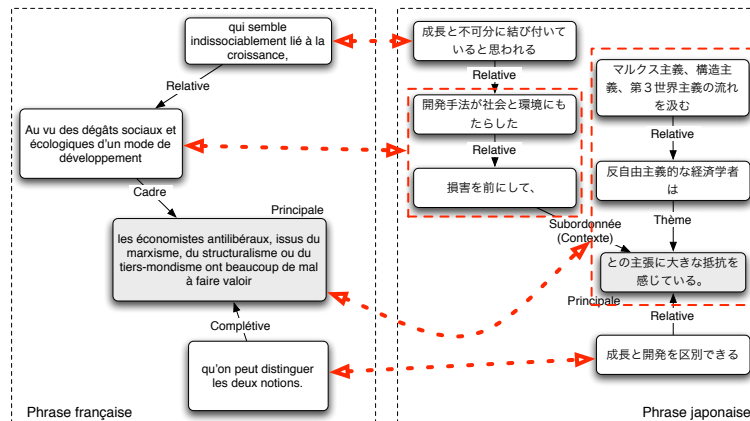 qui semble
indissociablement lié à la
croissance,
Relative
Au vu des dégâts sociaux et
écologiques d'un mode de
développement
Cadre
Principale
les économistes antilibéraux, issus du
marxisme, du structuralisme ou du
tiers-mondisme ont beaucoup de mal
à faire valoir
Complétive
qu'on peut distinguer
les deux notions.
Phrase française
成長と不可分に結び付いて
いると思われる
Relative
開発手法が社会と環境にも
たらした
Relative
損害を前にして、
Subordonnée
(Contexte)
マルクス主義、構造主
義、第３世界主義の流れ
を汲む
Relative
反自由主義的な経済学者
は
Thème
との主張に大きな抵抗を
感じている。
Principale
Relative
成長と開発を区別できる
Phrase japonaise